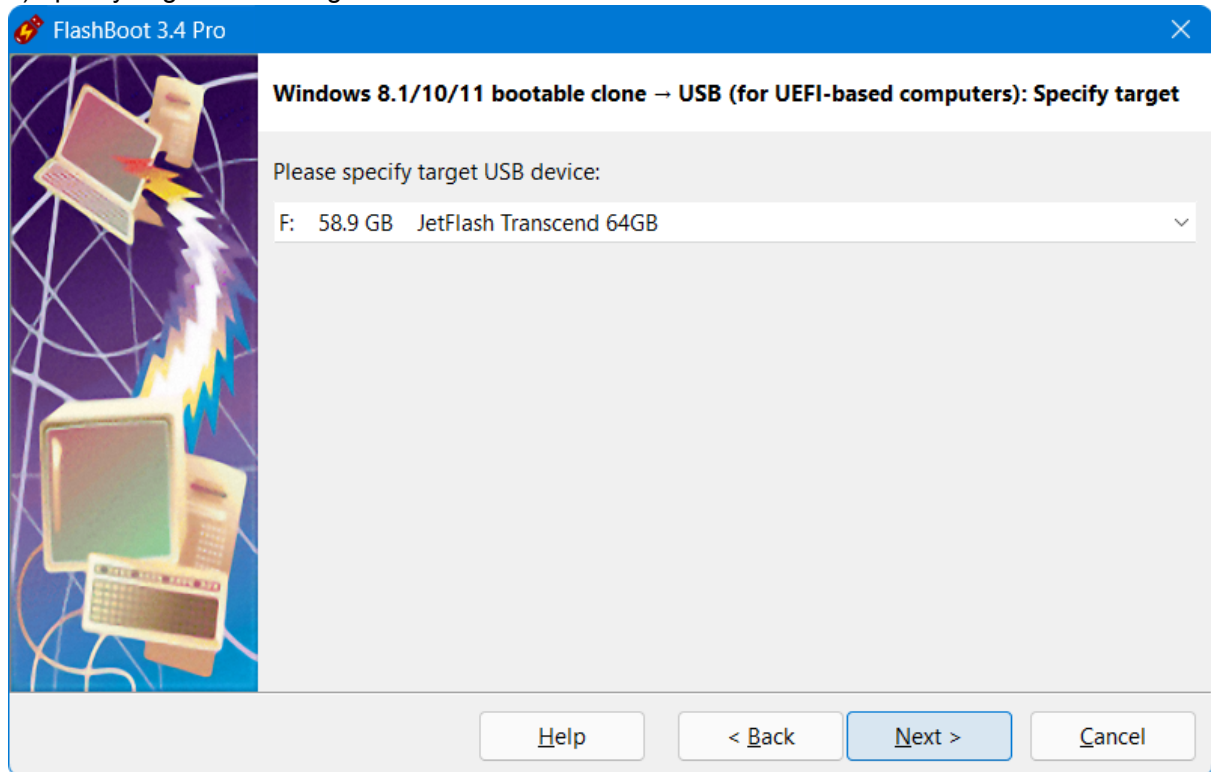 FlashBoot 3.4 Pro
Windows 8.1/10/11 bootable clone → USB (for UEFI-based computers): Specify target
Please specify target USB device:
F: 58.9 GB JetFlash Transcend 64GB
Help < Back Next > Cancel